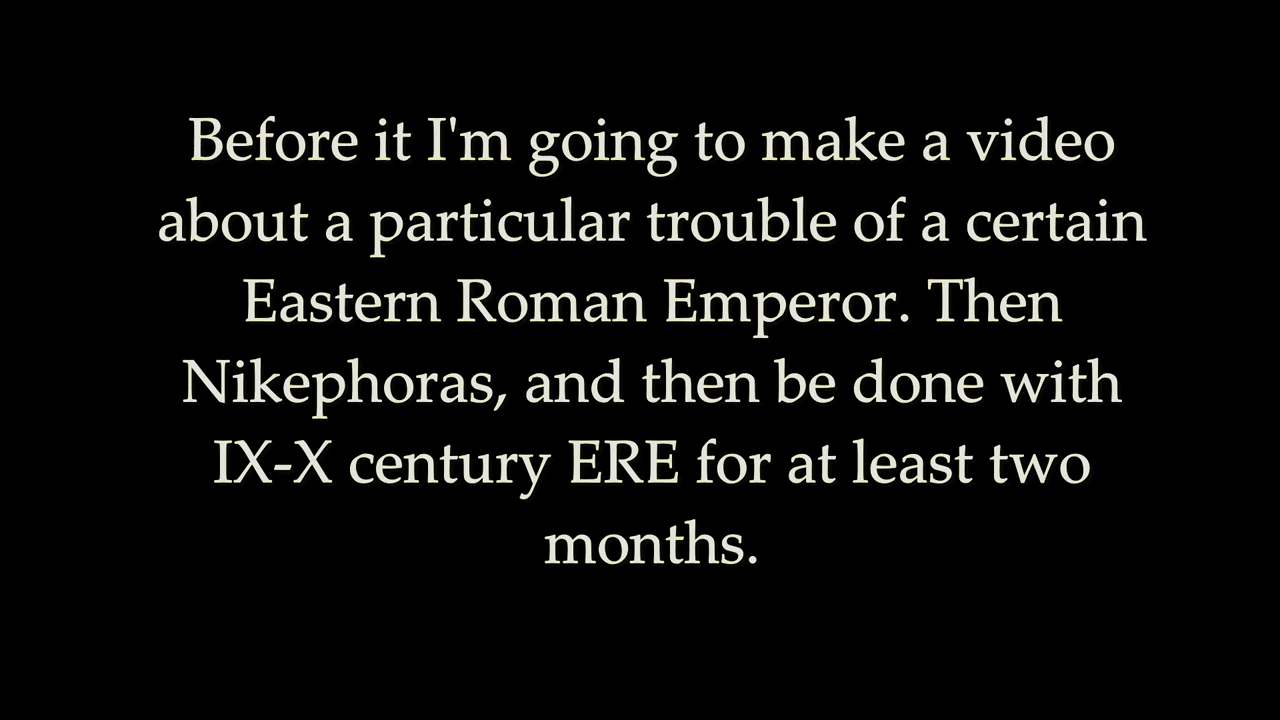 Before it I'm going to make a video
about a particular trouble of a certain
Eastern Roman Emperor. Then
Nikephoras, and then be done with
IX-X century ERE for at least two
months.